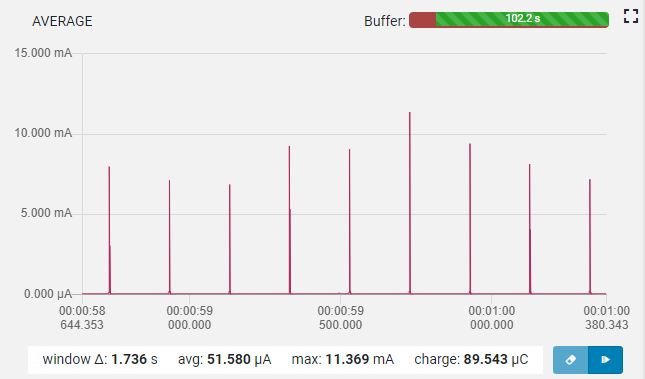 AVERAGE
Buffer: 102.2 s
15.000 mA
10.000 mA
5.000 mA
0.000 µA
00:00:58 00:00:59 00:00:59 00:01:00 00:01:00
644.353 000.000 500.000 000.000 380.343
window Δ: 1.736 s avg: 51.580 µA max: 11.369 mA charge: 89.543 µC